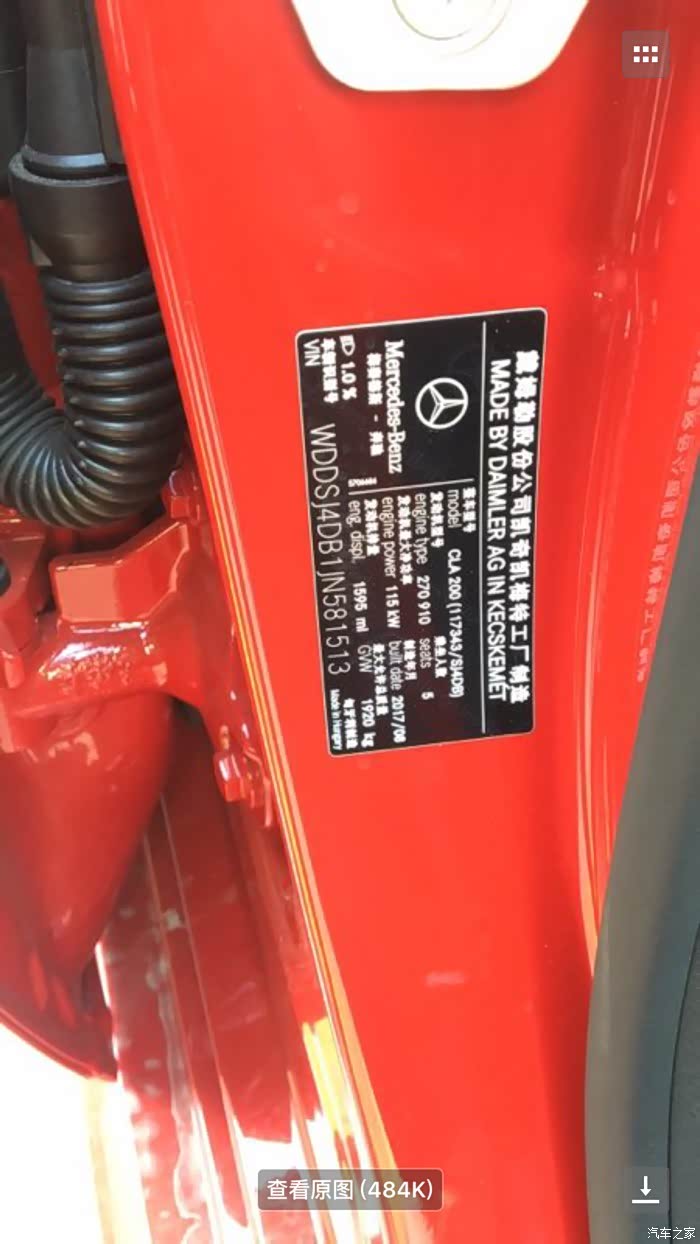 戴姆勒股份公司凯奇凯梅特工厂制造
MADE BY DAIMLER AG IN KECSKEMET
整车型号
model CLA 200 (117343/SJ4DB)
发动机型号 乘坐人数
engine type 270 910 seats 5
发动机最大净功率 制造年月
engine power 115 kW built date 2017/08
发动机排量 最大允许总质量
eng. displ. 1595 ml GVW 1920 kg
Mercedes-Benz
梅赛德斯 - 奔驰
1.0 %
车辆识别型号
VIN WDDSJ4DB1JN581513
匈牙利制造
Made in Hungary
查看原图 (484K)
汽车之家